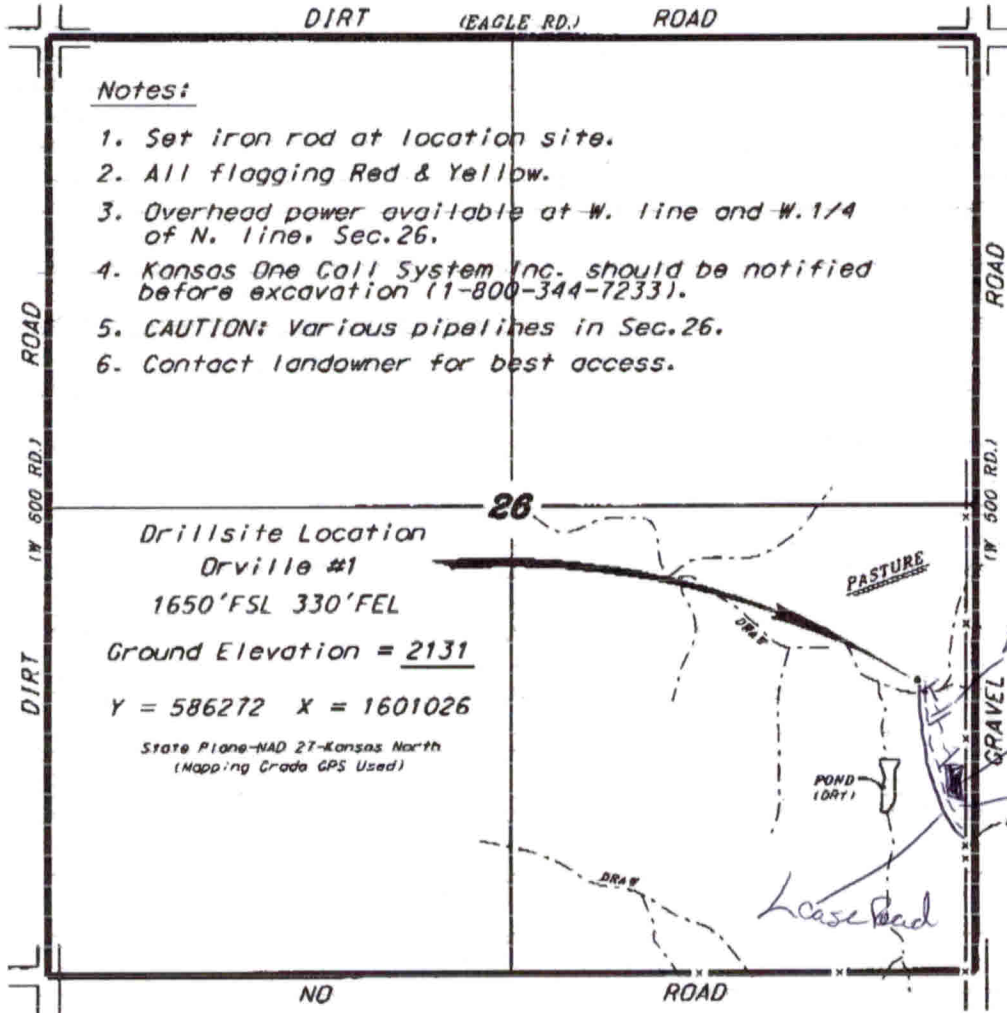 DIRT (EAGLE RD.) ROAD
Notes:
1. Set iron rod at location site.
2. All flagging Red & Yellow.
3. Overhead power available at W. line and W.1/4
of N. line. Sec.26.
4. Kansas One Call System Inc. should be notified
before excavation (1-800-344-7233).
5. CAUTION: Various pipelines in Sec.26.
6. Contact landowner for best access.
ROAD
(W 600 RD.)
DIRT
ROAD
(W 500 RD.)
GRAVEL
26
Drillsite Location
Orville #1
1650'FSL 330'FEL
Ground Elevation = 2131
Y = 586272 X = 1601026
State Plane-NAD 27-Kansas North
(Mapping Grade GPS Used)
PASTURE
DRAW
POND
(DRY)
DRAW
Lease Road
NO ROAD